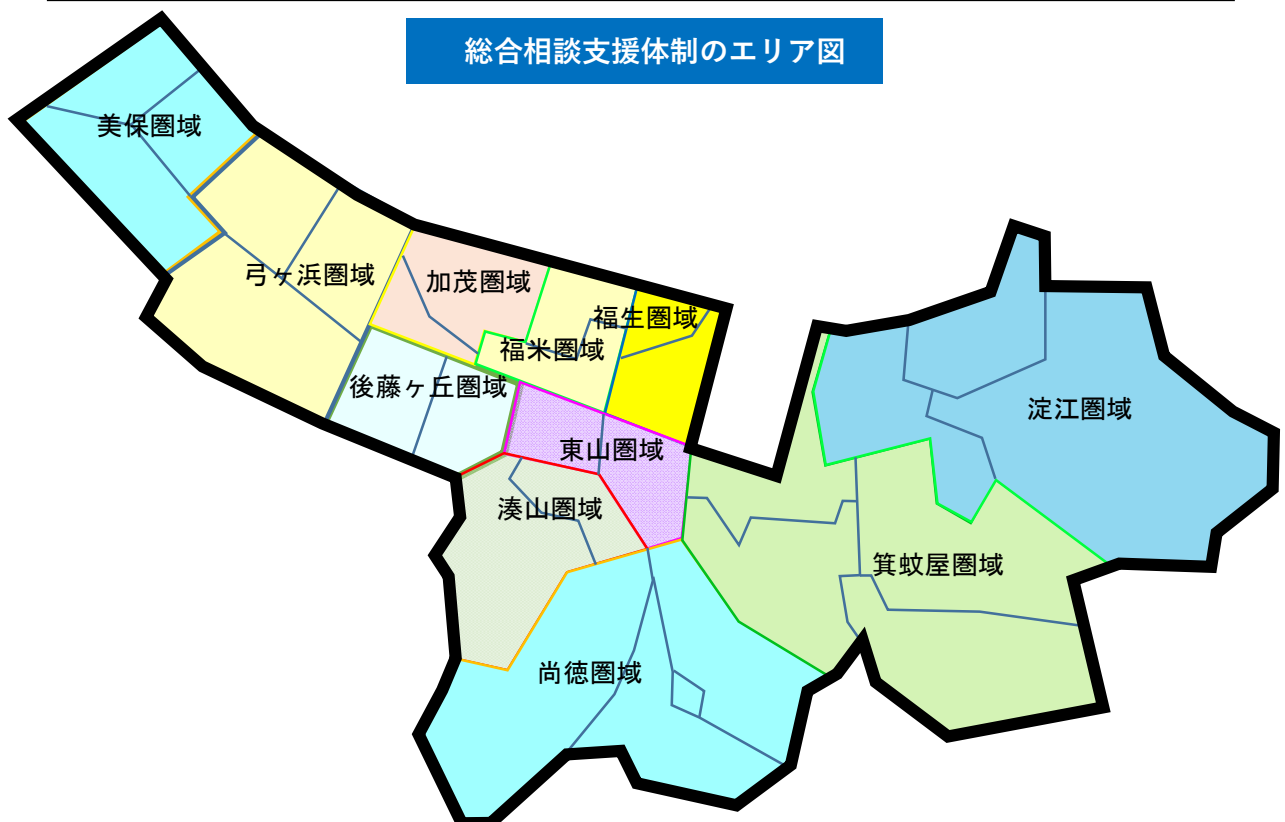 総合相談支援体制のエリア図
美保圏域
弓ヶ浜圏域
加茂圏域
福生圏域
福米圏域
後藤ヶ丘圏域
淀江圏域
東山圏域
湊山圏域
箕蚊屋圏域
尚徳圏域